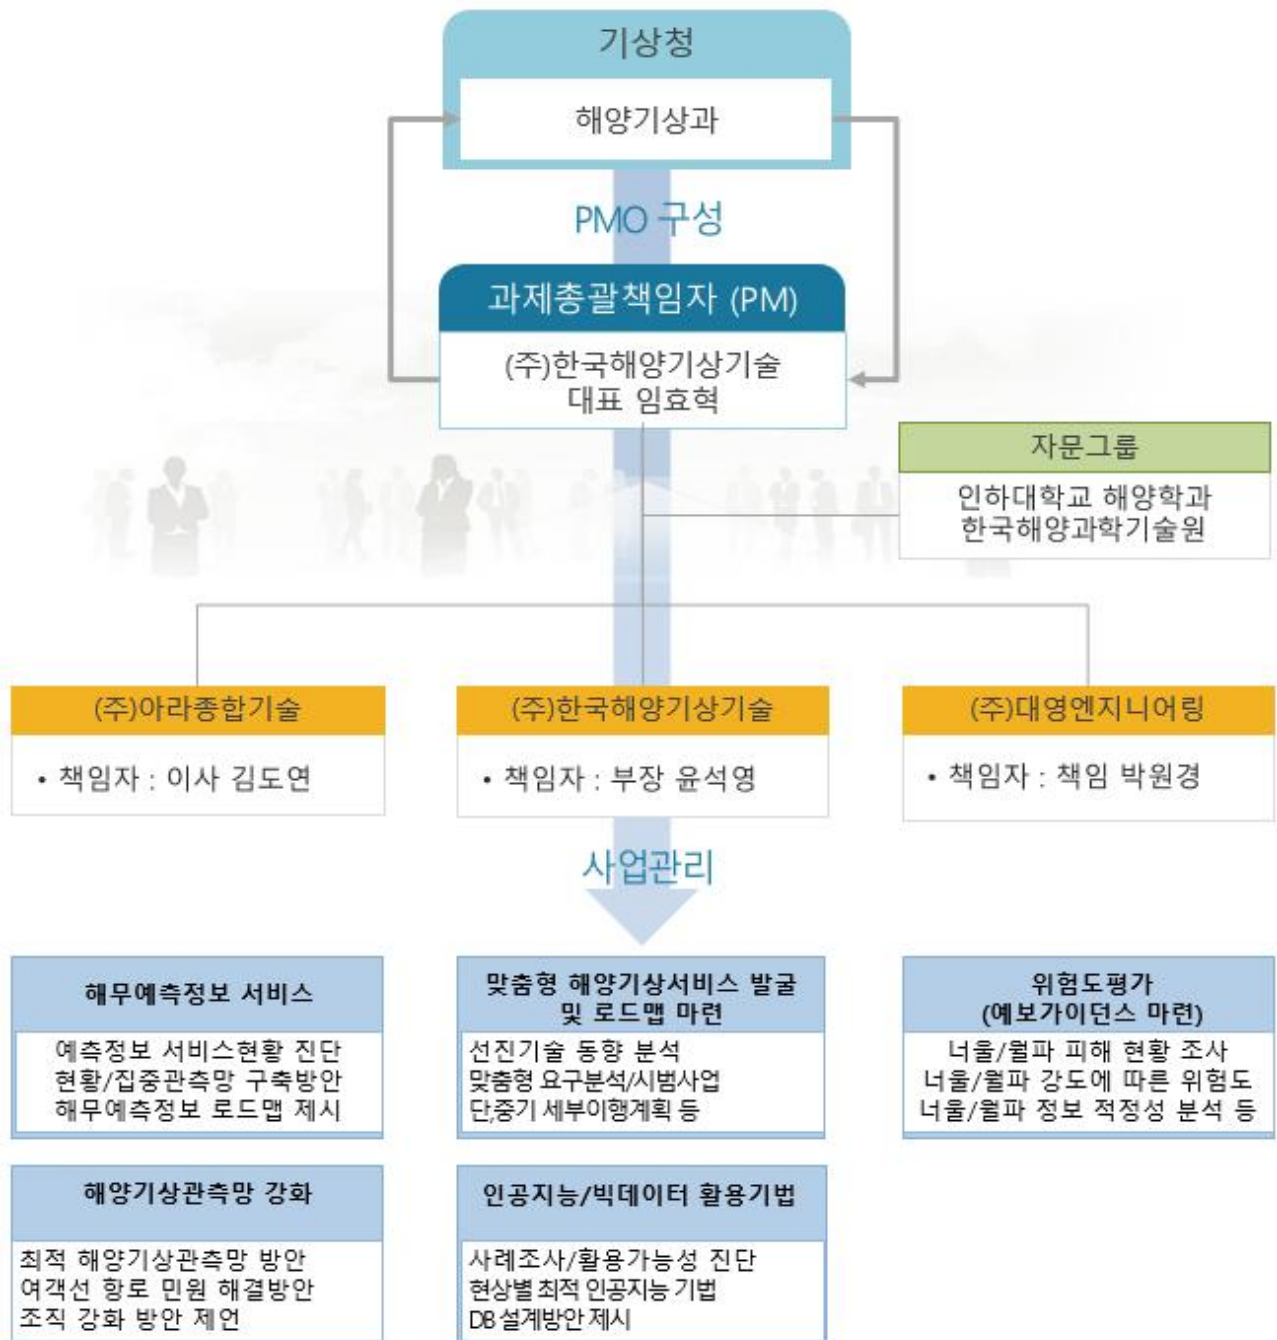 기상청
해양기상과
PMO 구성
과제총괄책임자 (PM)
(주)한국해양기상기술
대표 임효혁
자문그룹
인하대학교 해양학과
한국해양과학기술원
(주)아라종합기술
• 책임자 : 이사 김도연
(주)한국해양기상기술
• 책임자 : 부장 윤석영
(주)대영엔지니어링
• 책임자 : 책임 박원경
사업관리
해무예측정보 서비스
예측정보 서비스현황 진단
현황/집중관측망 구축방안
해무예측정보 로드맵 제시
맞춤형 해양기상서비스 발굴
및 로드맵 마련
선진기술 동향 분석
맞춤형 요구분석/시범사업
단,중기 세부이행계획 등
위험도평가
(예보가이던스 마련)
너울/월파 피해 현황 조사
너울/월파 강도에 따른 위험도
너울/월파 정보 적정성 분석 등
해양기상관측망 강화
최적 해양기상관측망 방안
여객선 항로 민원 해결방안
조직 강화 방안 제언
인공지능/빅데이터 활용기법
사례조사/활용가능성 진단
현상별 최적 인공지능 기법
DB 설계방안 제시